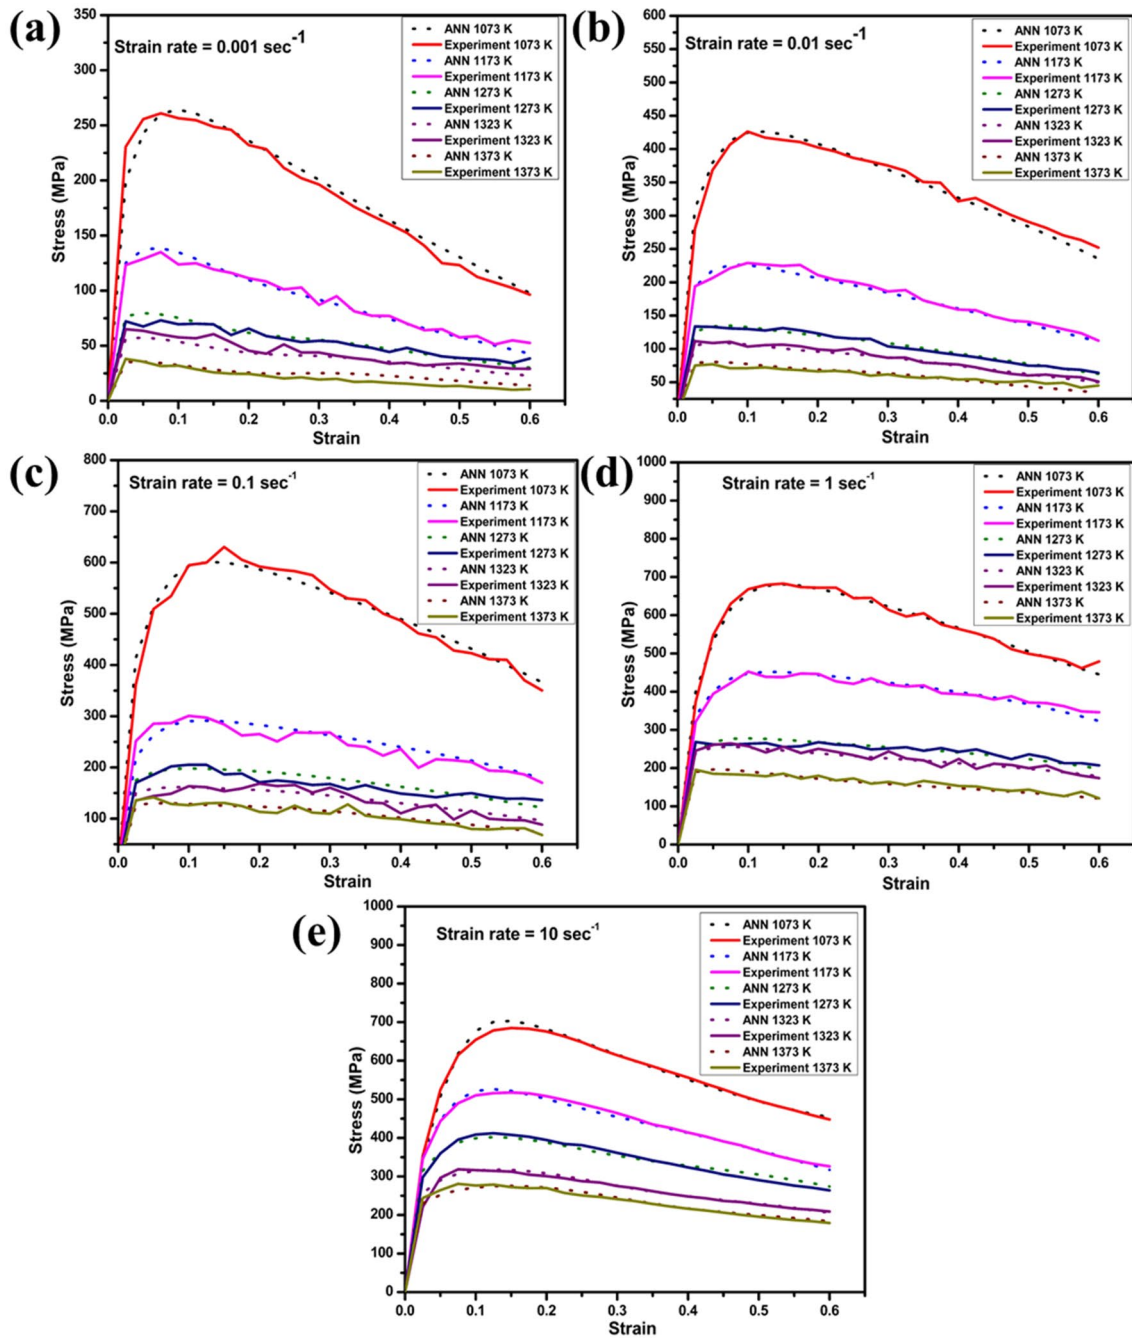 (a)
Strain rate = 0.001 sec-1
ANN 1073 K
Experiment 1073 K
ANN 1173 K
Experiment 1173 K
ANN 1273 K
Experiment 1273 K
ANN 1323 K
Experiment 1323 K
ANN 1373 K
Experiment 1373 K
Stress (MPa)
350
300
250
200
150
100
50
0
0.0 0.1 0.2 0.3 0.4 0.5 0.6
Strain
(b)
Strain rate = 0.01 sec-1
ANN 1073 K
Experiment 1073 K
ANN 1173 K
Experiment 1173 K
ANN 1273 K
Experiment 1273 K
ANN 1323 K
Experiment 1323 K
ANN 1373 K
Experiment 1373 K
Stress (MPa)
600
550
500
450
400
350
300
250
200
150
100
50
0.0 0.1 0.2 0.3 0.4 0.5 0.6
Strain
(c)
Strain rate = 0.1 sec-1
ANN 1073 K
Experiment 1073 K
ANN 1173 K
Experiment 1173 K
ANN 1273 K
Experiment 1273 K
ANN 1323 K
Experiment 1323 K
ANN 1373 K
Experiment 1373 K
Stress (MPa)
800
700
600
500
400
300
200
100
0.0 0.1 0.2 0.3 0.4 0.5 0.6
Strain
(d)
Strain rate = 1 sec-1
ANN 1073 K
Experiment 1073 K
ANN 1173 K
Experiment 1173 K
ANN 1273 K
Experiment 1273 K
ANN 1323 K
Experiment 1323 K
ANN 1373 K
Experiment 1373 K
Stress (MPa)
1000
900
800
700
600
500
400
300
200
100
0
0.0 0.1 0.2 0.3 0.4 0.5 0.6
Strain
(e)
Strain rate = 10 sec-1
ANN 1073 K
Experiment 1073 K
ANN 1173 K
Experiment 1173 K
ANN 1273 K
Experiment 1273 K
ANN 1323 K
Experiment 1323 K
ANN 1373 K
Experiment 1373 K
Stress (MPa)
1000
900
800
700
600
500
400
300
200
100
0
0.0 0.1 0.2 0.3 0.4 0.5 0.6
Strain